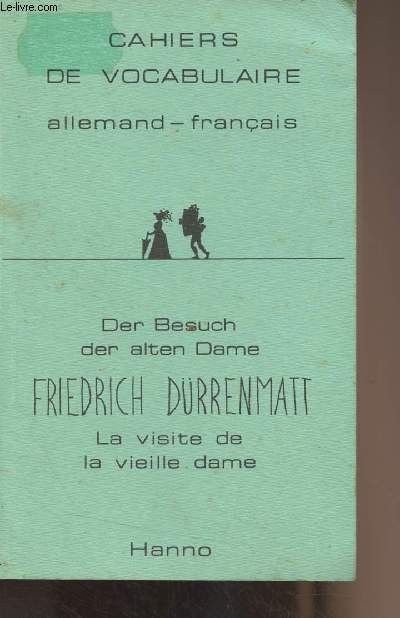 Le-livre.com
CAHIERS
DE VOCABULAIRE
allemand-français
Der Besuch
der alten Dame
FRIEDRICH DÜRRENMATT
La visite de
la vieille dame
Hanno